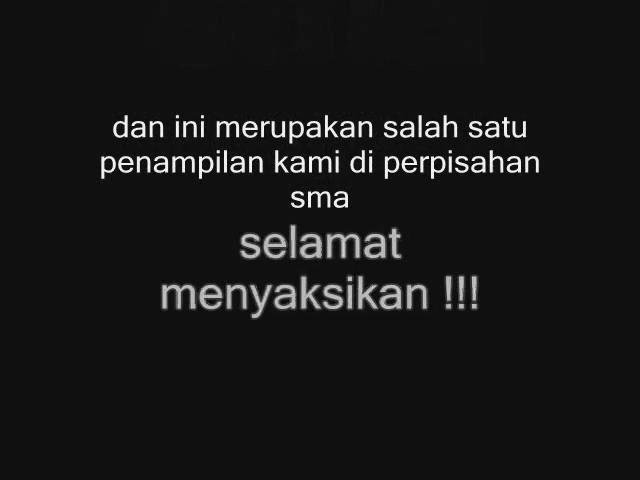 dan ini merupakan salah satu
penampilan kami di perpisahan
sma
selamat
menyaksikan !!!